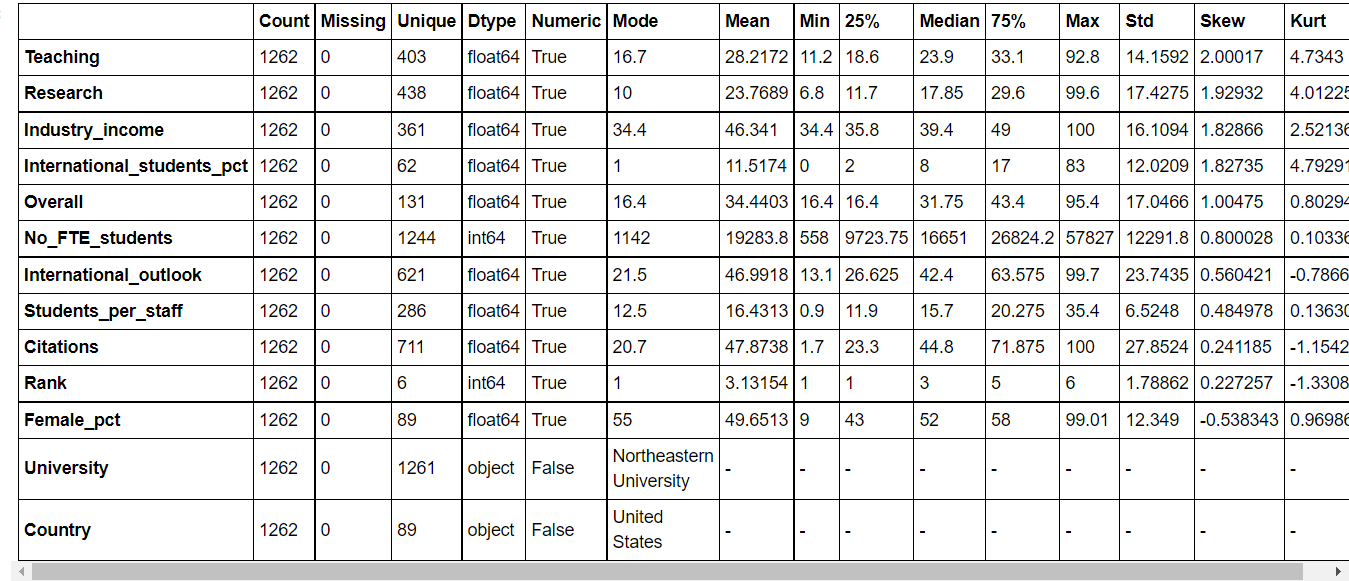 Count Missing Unique Dtype Numeric Mode Mean Min 25% Median 75% Max Std Skew Kurt
Teaching 1262 0 403 float64 True 16.7 28.2172 11.2 18.6 23.9 33.1 92.8 14.1592 2.00017 4.7343
Research 1262 0 438 float64 True 10 23.7689 6.8 11.7 17.85 29.6 99.6 17.4275 1.92932 4.01225
Industry_income 1262 0 361 float64 True 34.4 46.341 34.4 35.8 39.4 49 100 16.1094 1.82866 2.52136
International_students_pct 1262 0 62 float64 True 1 11.5174 0 2 8 17 83 12.0209 1.82735 4.79291
Overall 1262 0 131 float64 True 16.4 34.4403 16.4 16.4 31.75 43.4 95.4 17.0466 1.00475 0.80294
No_FTE_students 1262 0 1244 int64 True 1142 19283.8 558 9723.75 16651 26824.2 57827 12291.8 0.800028 0.10336
International_outlook 1262 0 621 float64 True 21.5 46.9918 13.1 26.625 42.4 63.575 99.7 23.7435 0.560421 -0.7866
Students_per_staff 1262 0 286 float64 True 12.5 16.4313 0.9 11.9 15.7 20.275 35.4 6.5248 0.484978 0.13630
Citations 1262 0 711 float64 True 20.7 47.8738 1.7 23.3 44.8 71.875 100 27.8524 0.241185 -1.1542
Rank 1262 0 6 int64 True 1 3.13154 1 1 3 5 6 1.78862 0.227257 -1.3308
Female_pct 1262 0 89 float64 True 55 49.6513 9 43 52 58 99.01 12.349 -0.538343 0.96986
University 1262 0 1261 object False Northeastern - - - - - - - - -
University
Country 1262 0 89 object False United - - - - - - - - -
States